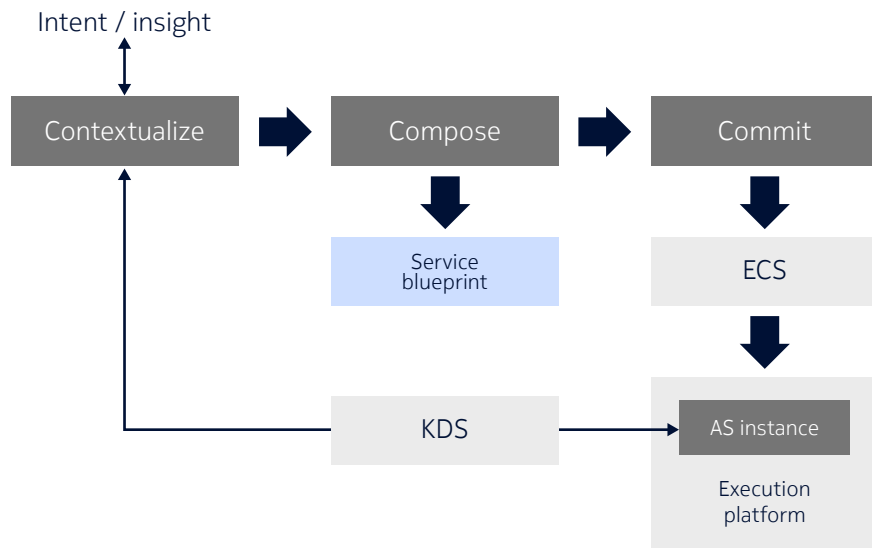 Intent / insight
Contextualize
Compose
Commit
Service
blueprint
ECS
KDS
AS instance
Execution
platform